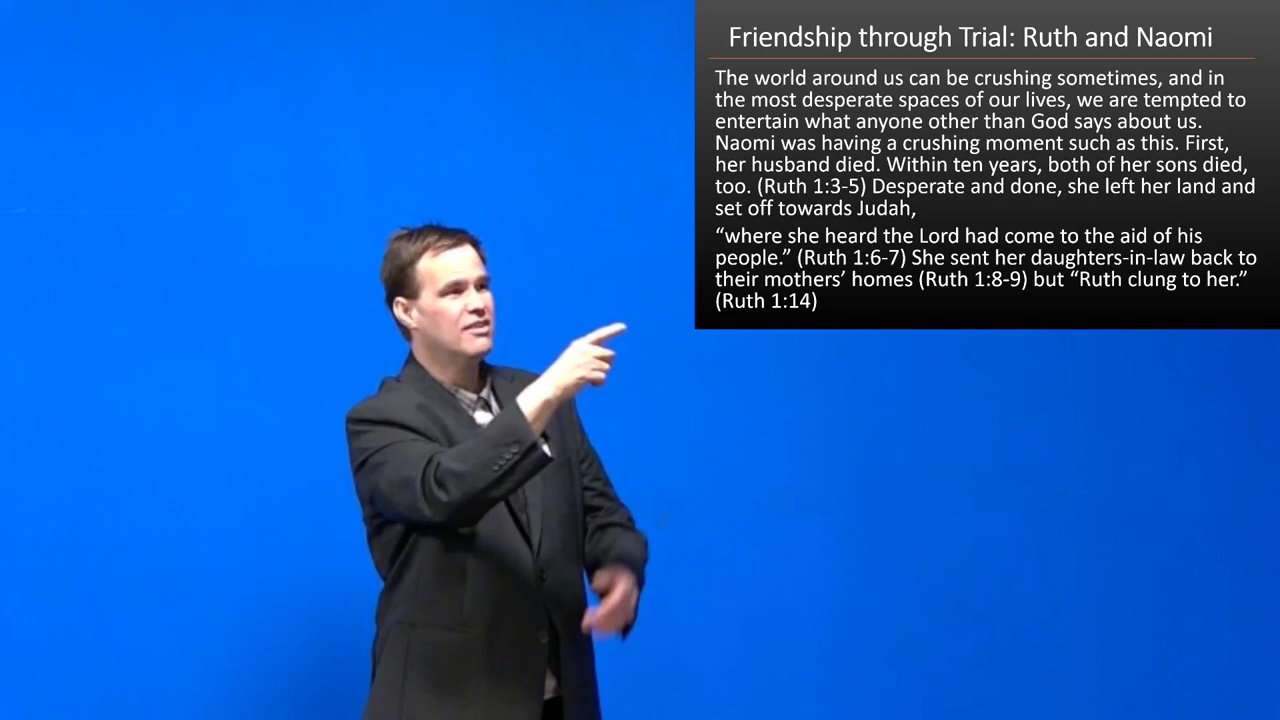 Friendship through Trial: Ruth and Naomi
The world around us can be crushing sometimes, and in
the most desperate spaces of our lives, we are tempted to
entertain what anyone other than God says about us.
Naomi was having a crushing moment such as this. First,
her husband died. Within ten years, both of her sons died,
too. (Ruth 1:3-5) Desperate and done, she left her land and
set off towards Judah,
“where she heard the Lord had come to the aid of his
people.” (Ruth 1:6-7) She sent her daughters-in-law back to
their mothers’ homes (Ruth 1:8-9) but “Ruth clung to her.”
(Ruth 1:14)